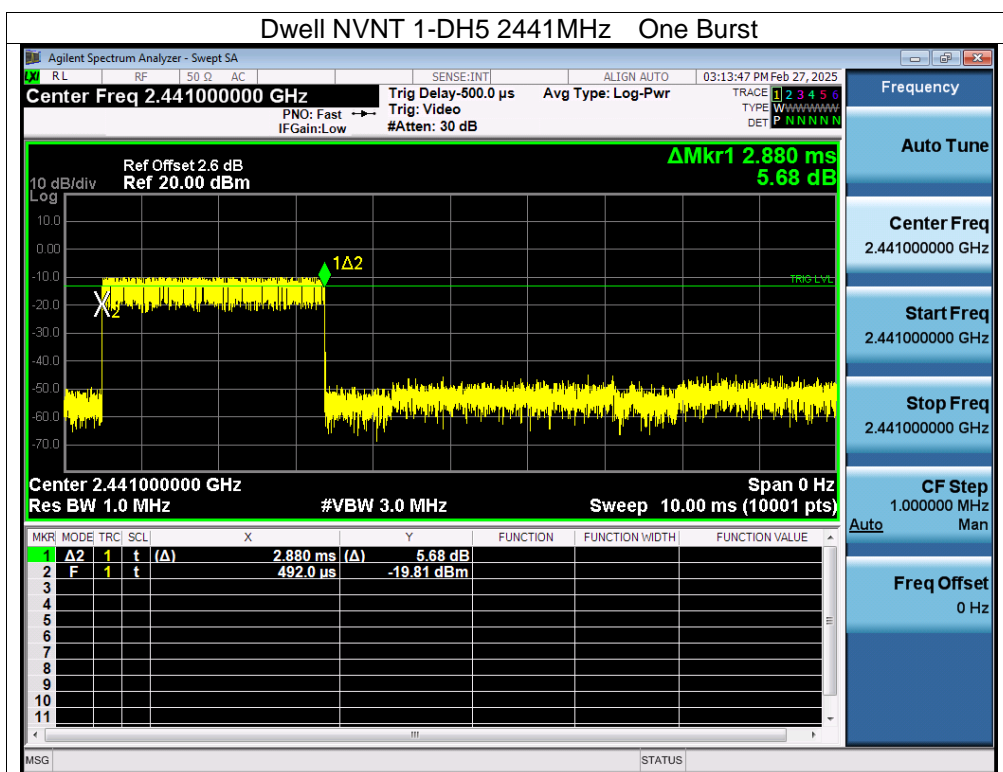 Dwell NVNT 1-DH5 2441MHz One Burst
Agilent Spectrum Analyzer - Swept SA
LXI RL RF 50 Ω AC SENSE:INT ALIGN AUTO 03:13:47 PM Feb 27, 2025
Center Freq 2.441000000 GHz
PNO: Fast
IFGain:Low
Trig Delay-500.0 µs
Trig: Video
#Atten: 30 dB
Avg Type: Log-Pwr
TRACE 1 2 3 4 5 6
TYPE WWWWWW
DET P N N N N N
ΔMkr1 2.880 ms
5.68 dB
Ref Offset 2.6 dB
10 dB/div Ref 20.00 dBm
Log
10.0
0.00
-10.0
-20.0
-30.0
-40.0
-50.0
-60.0
-70.0
1Δ2
X2
TRIG LVL
Center 2.441000000 GHz Span 0 Hz
Res BW 1.0 MHz #VBW 3.0 MHz Sweep 10.00 ms (10001 pts)
MKR MODE TRC SCL X Y FUNCTION FUNCTION WIDTH FUNCTION VALUE
1 Δ2 1 t (Δ) 2.880 ms (Δ) 5.68 dB
2 F 1 t 492.0 µs -19.81 dBm
3
4
5
6
7
8
9
10
11
MSG STATUS
Frequency
Auto Tune
Center Freq
2.441000000 GHz
Start Freq
2.441000000 GHz
Stop Freq
2.441000000 GHz
CF Step
1.000000 MHz
Auto Man
Freq Offset
0 Hz